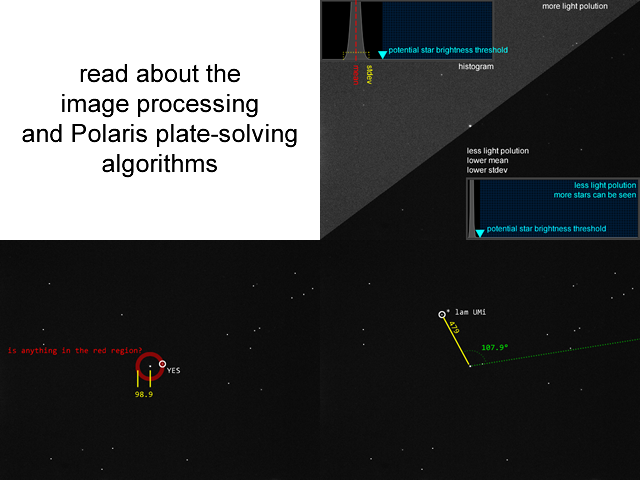 read about the
image processing
and Polaris plate-solving
algorithms
more light polution
potential star brightness threshold
histogram
mean
stdev
less light polution
lower mean
lower stdev
less light polution
more stars can be seen
potential star brightness threshold
is anything in the red region?
YES
98.9
* lam UMi
479
107.9°